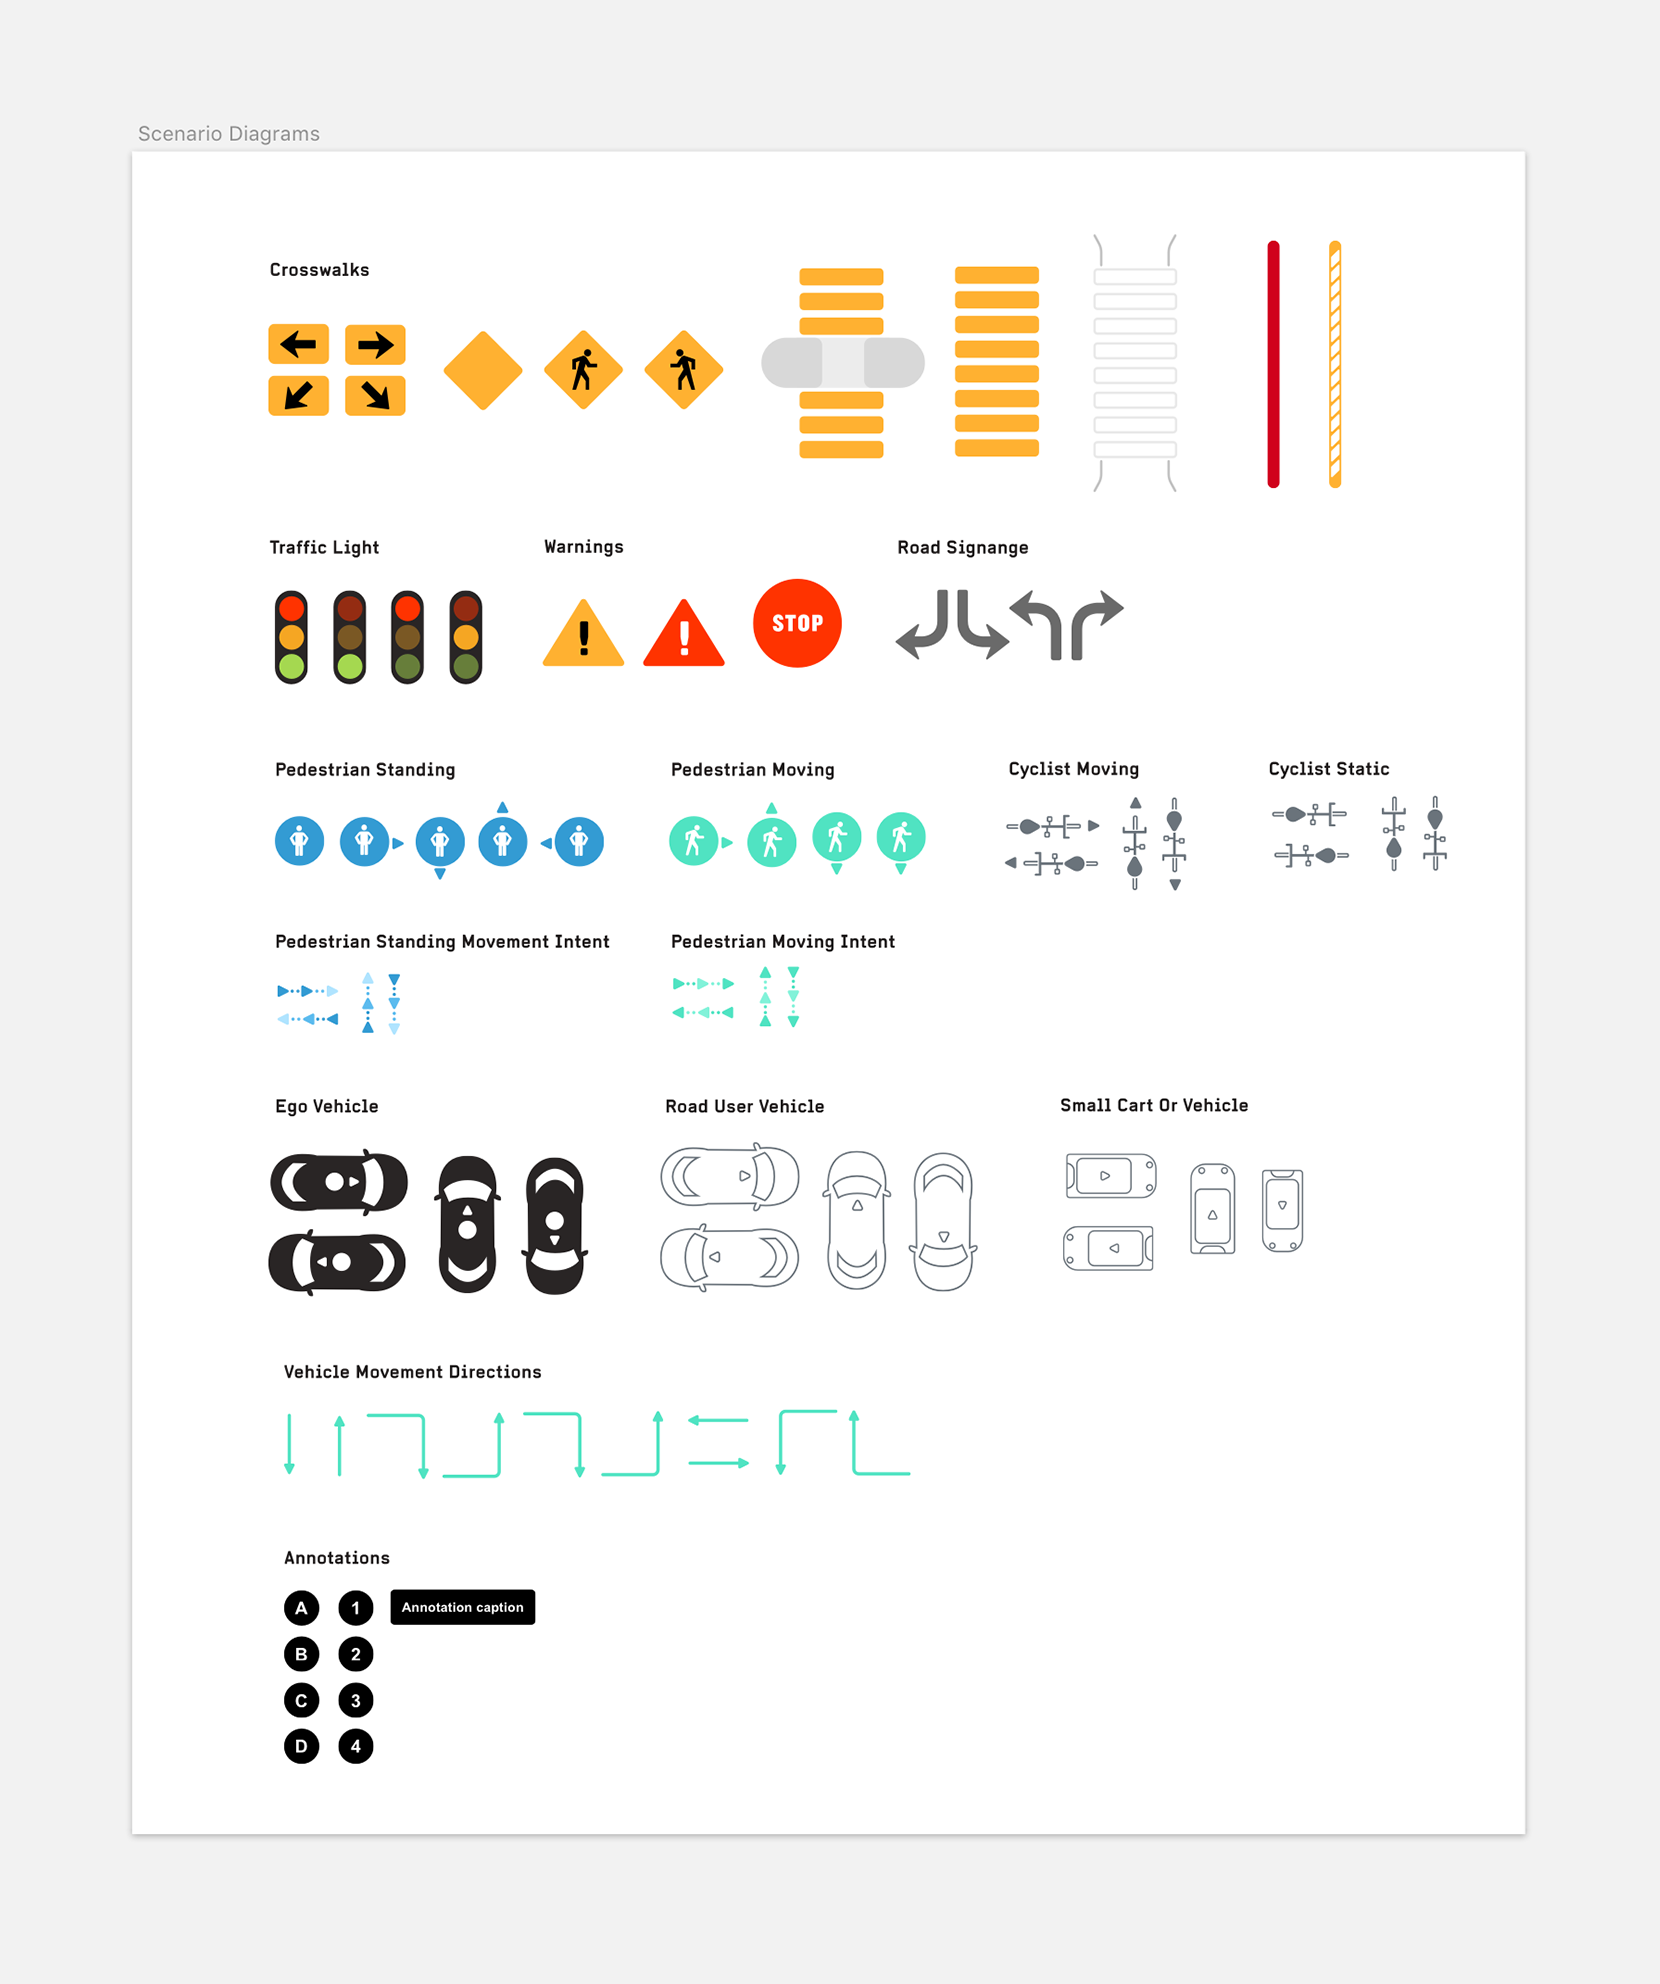 Scenario Diagrams
Crosswalks
Traffic Light
Warnings
Road Signange
STOP
Pedestrian Standing
Pedestrian Moving
Cyclist Moving
Cyclist Static
Pedestrian Standing Movement Intent
Pedestrian Moving Intent
Ego Vehicle
Road User Vehicle
Small Cart Or Vehicle
Vehicle Movement Directions
Annotations
A 1 Annotation caption
B 2
C 3
D 4